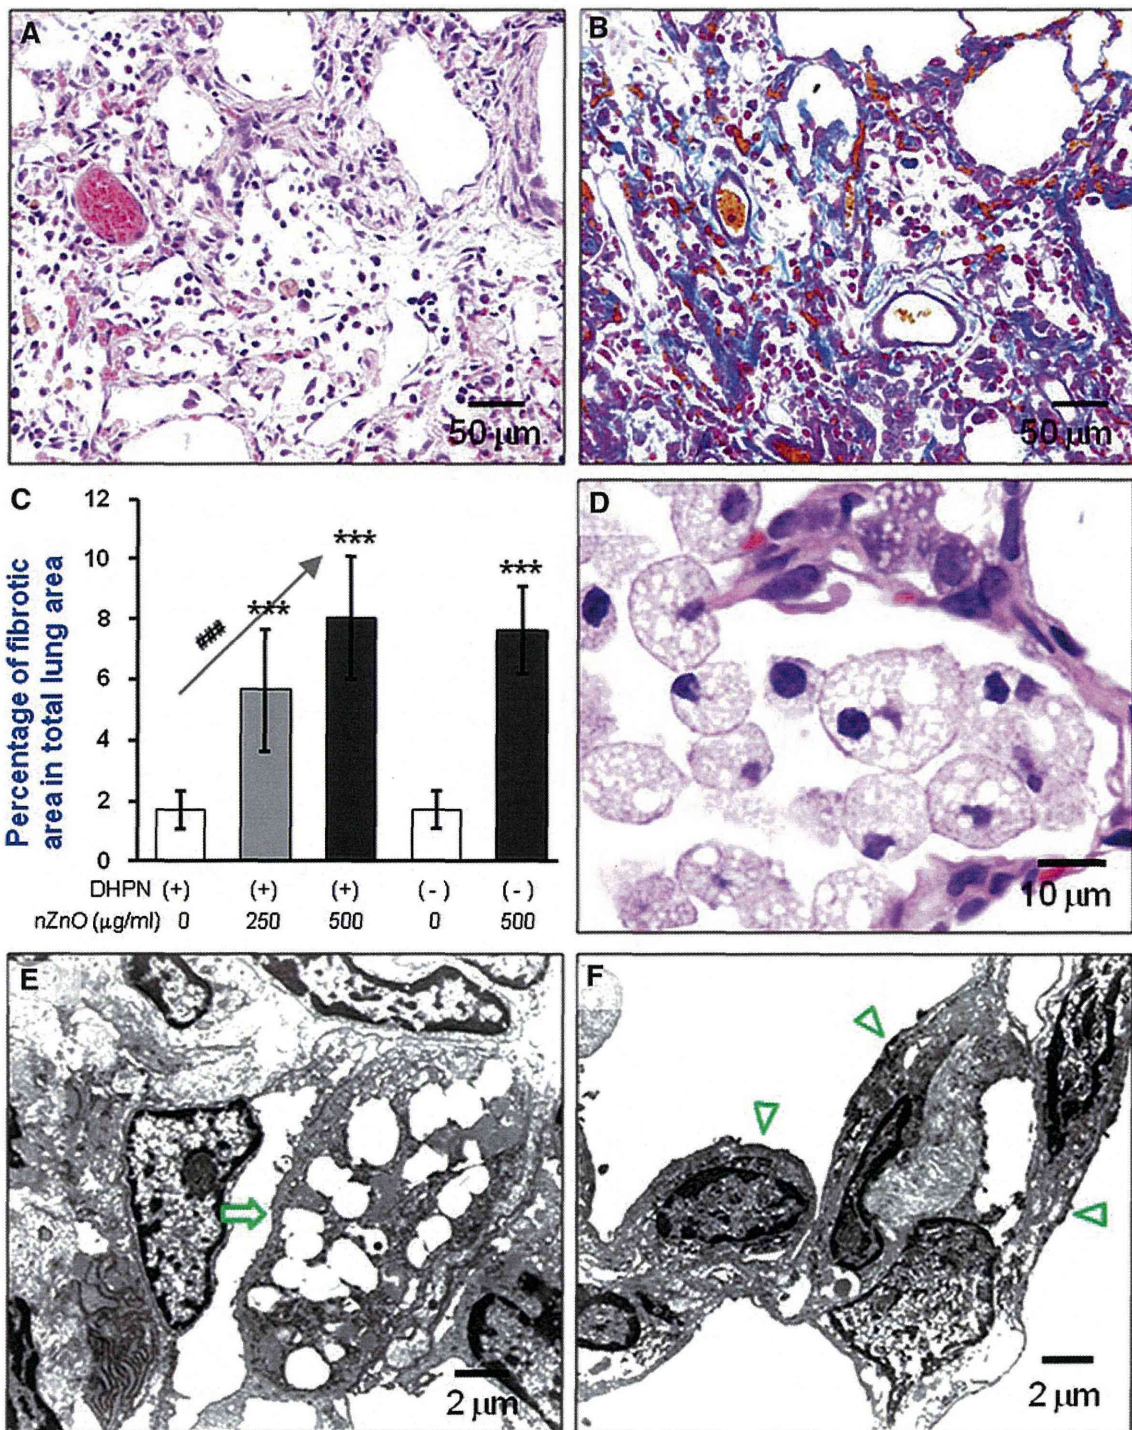 A
50 µm
B
50 µm
C
Percentage of fibrotic
area in total lung area
12
10
8
6
4
2
0
###
***
***
***
DHPN (+) (+) (+) (-) (-)
nZnO (µg/ml) 0 250 500 0 500
D
10 µm
E
2 µm
F
2 µm